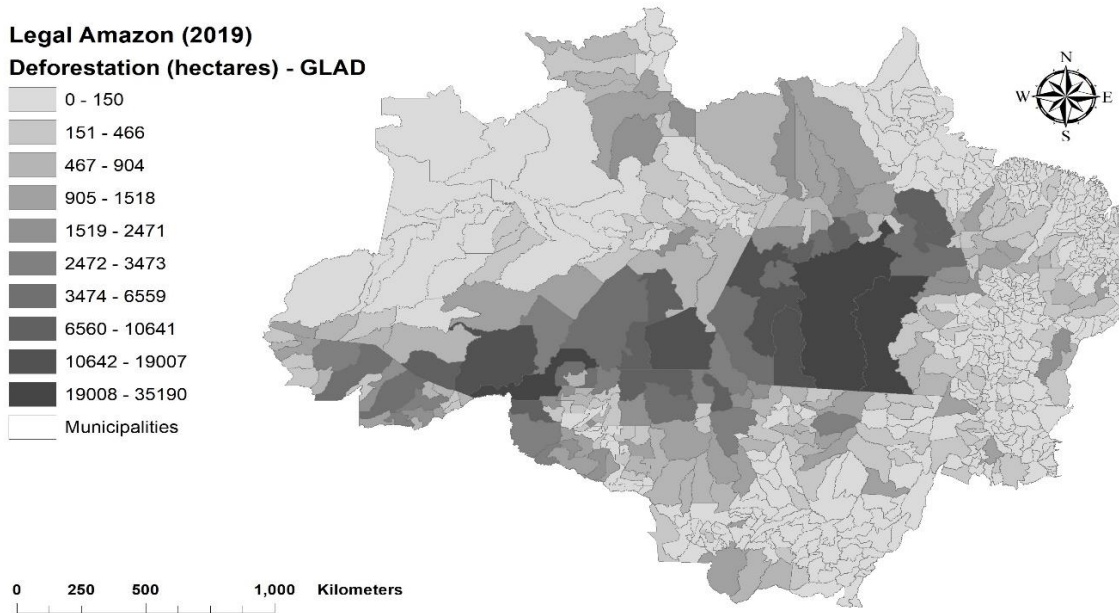 Legal Amazon (2019)
Deforestation (hectares) - GLAD
0 - 150
151 - 466
467 - 904
905 - 1518
1519 - 2471
2472 - 3473
3474 - 6559
6560 - 10641
10642 - 19007
19008 - 35190
Municipalities
N
W E
S
0 250 500 1,000 Kilometers